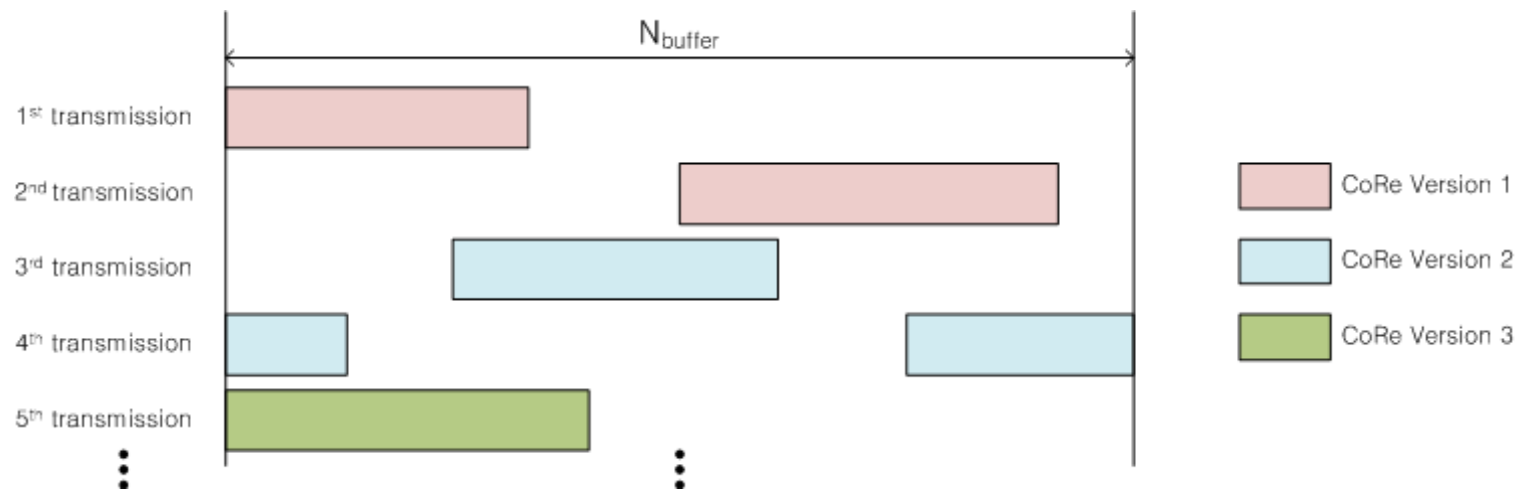 N_buffer
1st transmission
2nd transmission
3rd transmission
4th transmission
5th transmission
CoRe Version 1
CoRe Version 2
CoRe Version 3